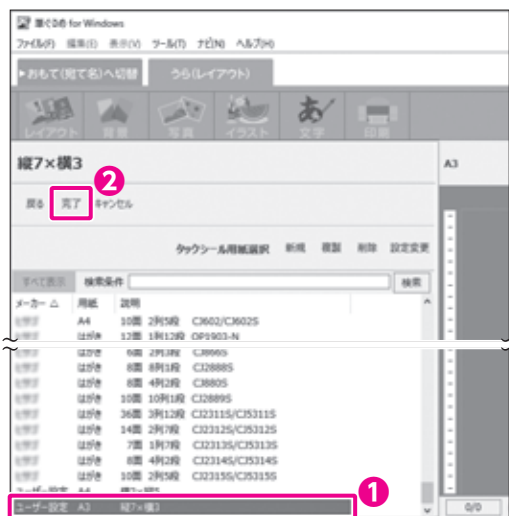 筆ぐるめ for Windows
ファイル(F) 編集(E) 表示(V) ツール(T) ナビ(N) ヘルプ(H)
▶おもて(宛て名)へ切替 うら(レイアウト)
レイアウト 背景 写真 イラスト 文字 印刷
縦7×横3 A3
2
戻る 完了 キャンセル
タックシール用紙選択 新規 複製 削除 設定変更
すべて表示 検索条件 検索
メーカー △ 用紙 説明
A4 10面 2列5段 CJ602/CJ602S
はがき 12面 1列12段 OP1903-N
はがき 6面 2列3段 CJ866S
はがき 8面 8列1段 CJ2888S
はがき 8面 4列2段 CJ880S
はがき 10面 10列1段 CJ2889S
はがき 36面 3列12段 CJ2311S/CJ5311S
はがき 14面 2列7段 CJ2312S/CJ5312S
はがき 7面 1列7段 CJ2313S/CJ5313S
はがき 8面 4列2段 CJ2314S/CJ5314S
はがき 10面 2列5段 CJ2315S/CJ5315S
ユーザー設定 A4
1
ユーザー設定 A3 縦7×横3
0/0